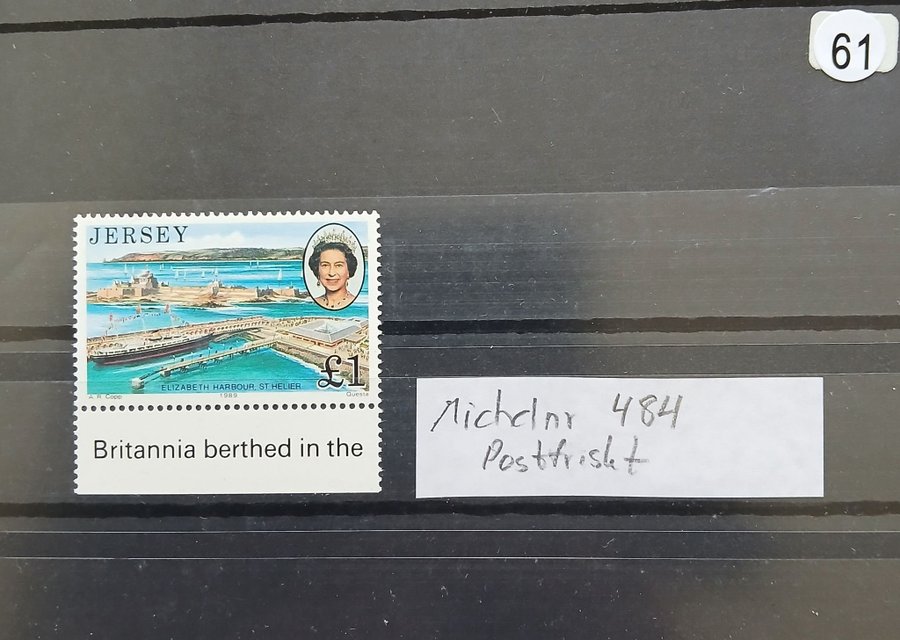 61
JERSEY
£1
ELIZABETH HARBOUR, ST HELIER
A. R. Copp
1989
Questa
Britannia berthed in the
Michelnr 484
Postfriskt